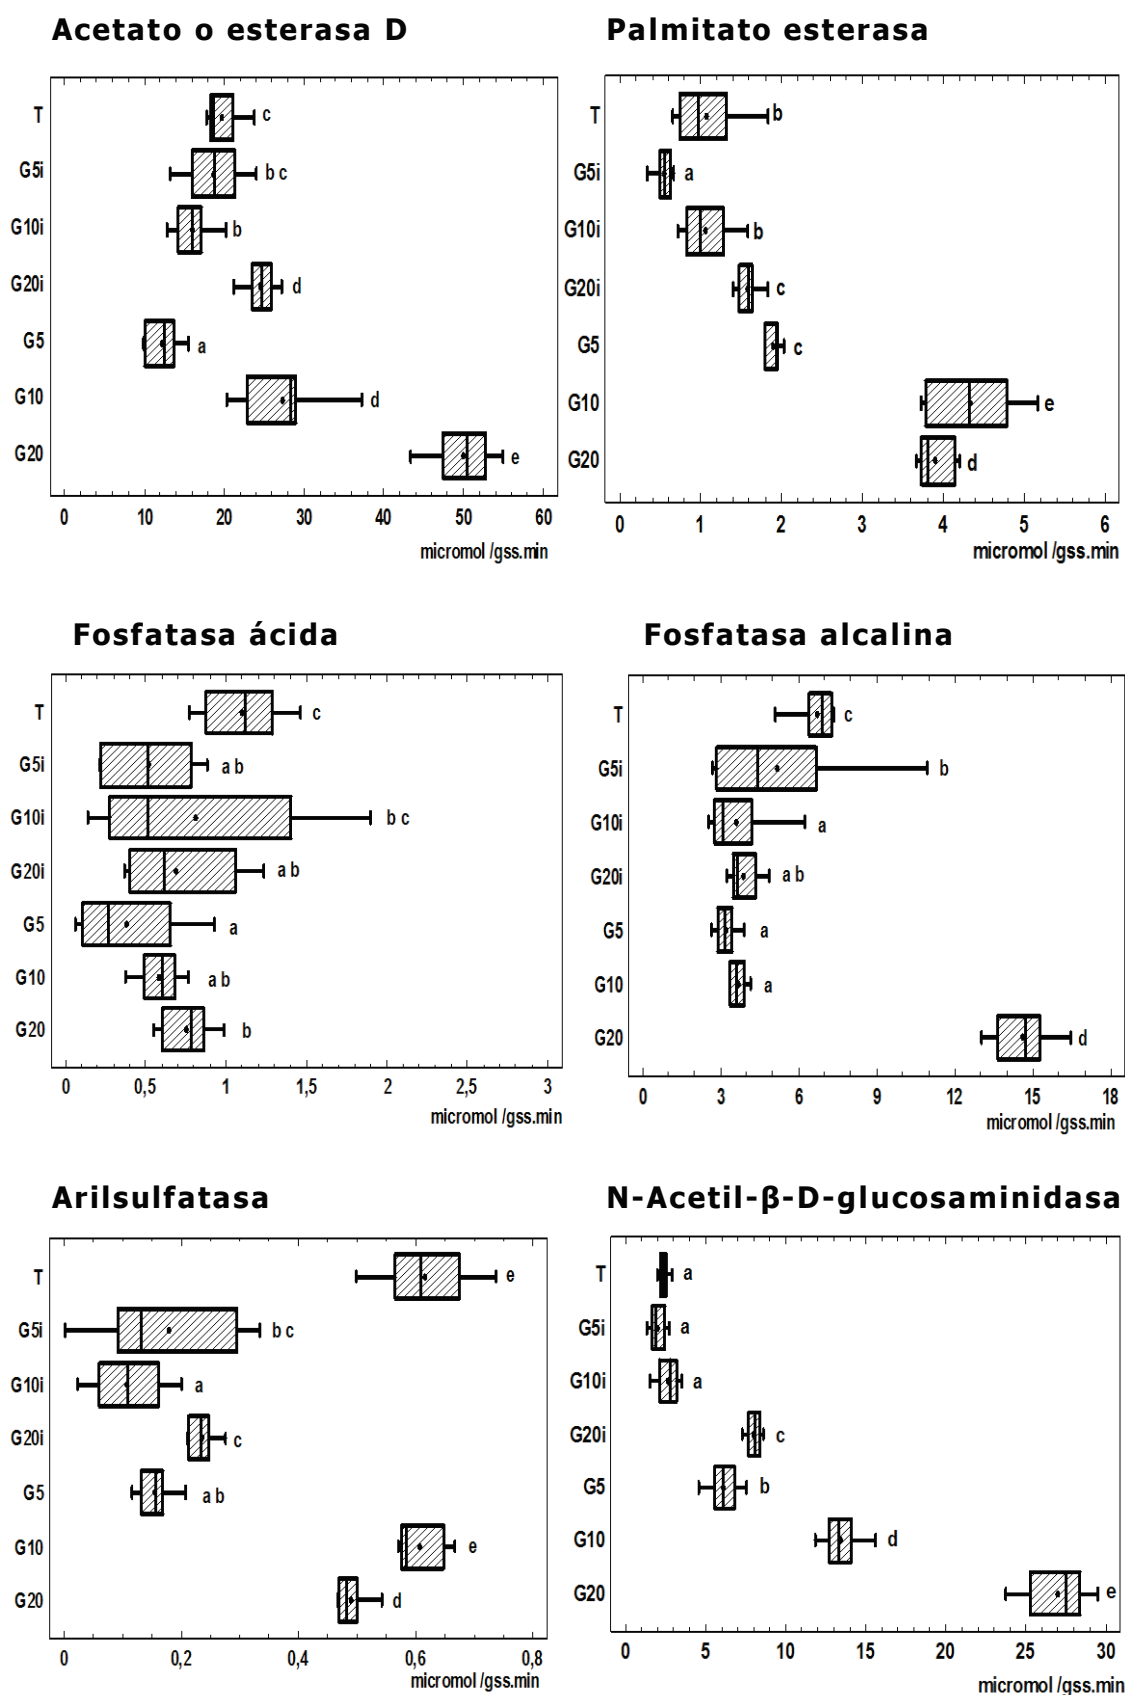 Acetato o esterasa D
T
c
G5i
b c
G10i
b
G20i
d
G5
a
G10
d
G20
e
0 10 20 30 40 50 60
micromol /gss.min
Palmitato esterasa
T
b
G5i
a
G10i
b
G20i
c
G5
c
G10
e
G20
d
0 1 2 3 4 5 6
micromol /gss.min
Fosfatasa ácida
T
c
G5i
a b
G10i
b c
G20i
a b
G5
a
G10
a b
G20
b
0 0,5 1 1,5 2 2,5 3
micromol /gss.min
Fosfatasa alcalina
T
c
G5i
b
G10i
a
G20i
a b
G5
a
G10
a
G20
d
0 3 6 9 12 15 18
micromol /gss.min
Arilsulfatasa
T
e
G5i
b c
G10i
a
G20i
c
G5
a b
G10
e
G20
d
0 0,2 0,4 0,6 0,8
micromol /gss.min
N-Acetil-β-D-glucosaminidasa
T
a
G5i
a
G10i
a
G20i
c
G5
b
G10
d
G20
e
0 5 10 15 20 25 30
micromol /gss.min